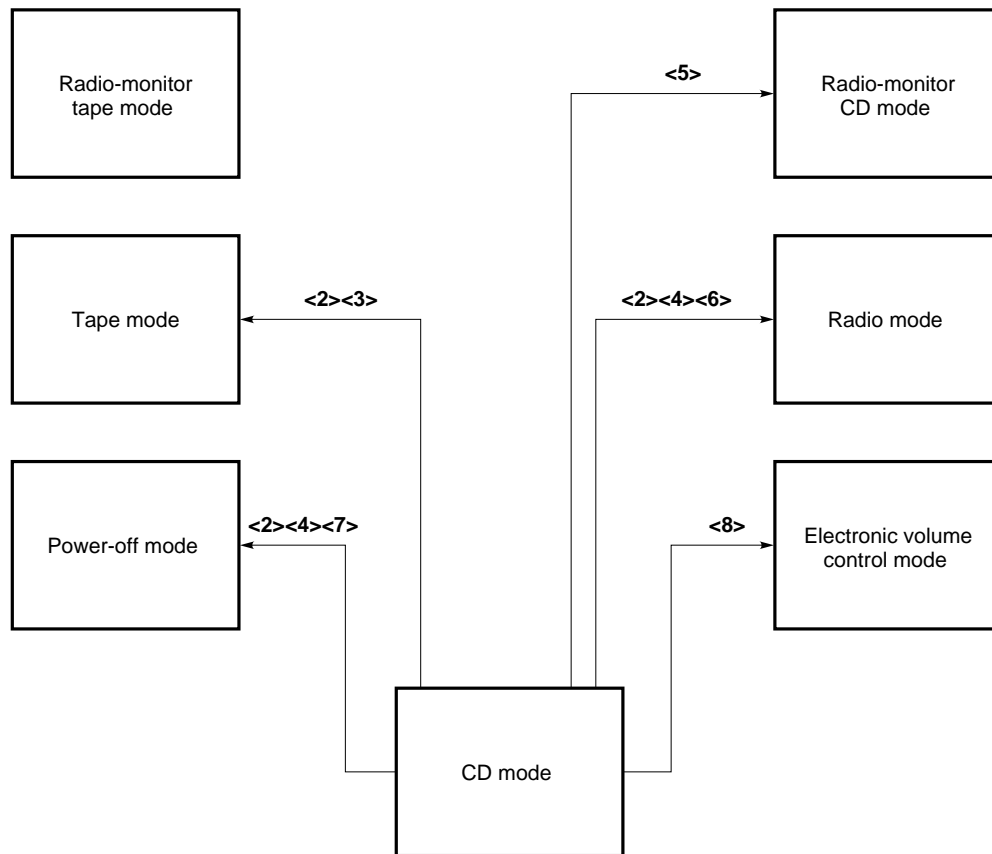 Radio-monitor
tape mode
<5>
Radio-monitor
CD mode
Tape mode
<2><3>
<2><4><6>
Radio mode
Power-off mode
<2><4><7>
<8>
Electronic volume
control mode
CD mode